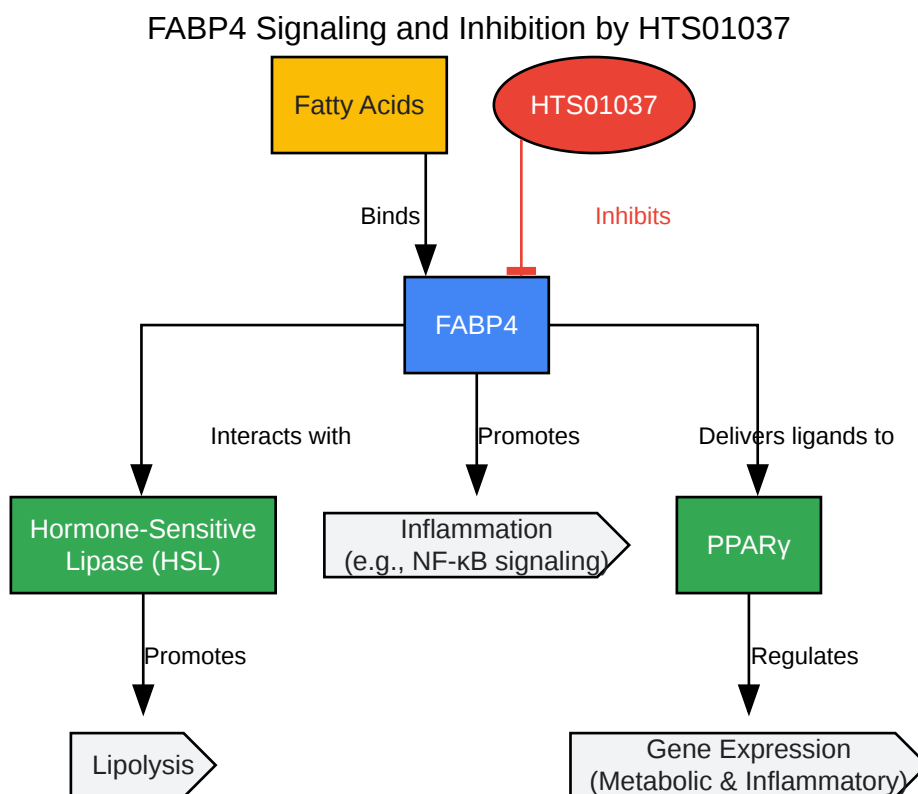 FABP4 Signaling and Inhibition by HTS01037
Fatty Acids
HTS01037
Binds
Inhibits
FABP4
Interacts with
Promotes
Delivers ligands to
Hormone-Sensitive
Lipase (HSL)
Inflammation
(e.g., NF-κB signaling)
PPARγ
Promotes
Regulates
Lipolysis
Gene Expression
(Metabolic & Inflammatory)